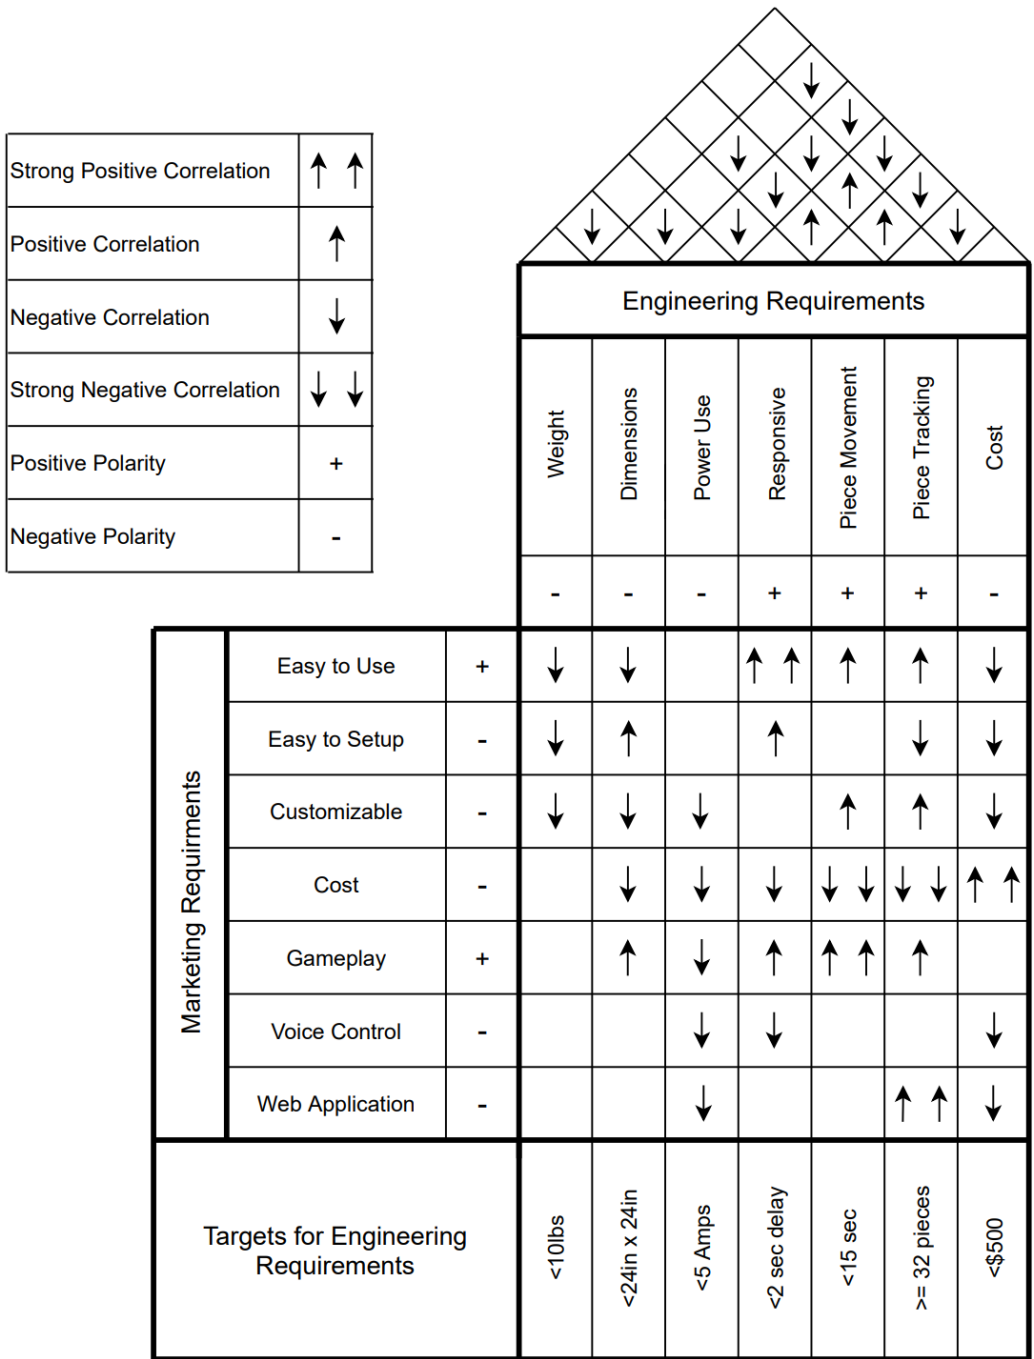 Strong Positive Correlation ↑ ↑
Positive Correlation ↑
Negative Correlation ↓
Strong Negative Correlation ↓ ↓
Positive Polarity +
Negative Polarity -
Engineering Requirements
Weight
Dimensions
Power Use
Responsive
Piece Movement
Piece Tracking
Cost
- - - + + + -
Marketing Requirments
Easy to Use + ↓ ↓ ↑ ↑ ↑ ↑ ↓
Easy to Setup - ↓ ↑ ↑ ↓ ↓
Customizable - ↓ ↓ ↓ ↑ ↑ ↓
Cost - ↓ ↓ ↓ ↓ ↓ ↓ ↓ ↑ ↑
Gameplay + ↑ ↓ ↑ ↑ ↑ ↑
Voice Control - ↓ ↓ ↓
Web Application - ↓ ↑ ↑ ↓
Targets for Engineering
Requirements
<10lbs
<24in x 24in
<5 Amps
<2 sec delay
<15 sec
>= 32 pieces
<$500